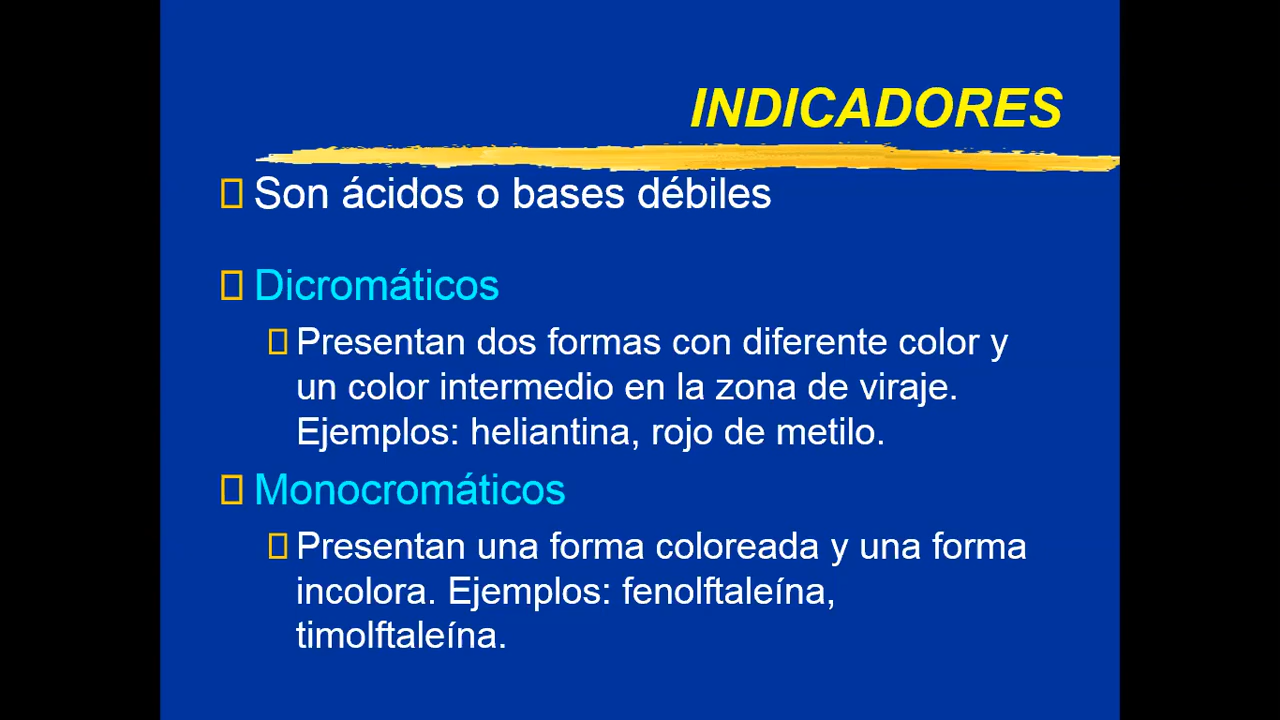 INDICADORES
Son ácidos o bases débiles
Dicromáticos
Presentan dos formas con diferente color y
un color intermedio en la zona de viraje.
Ejemplos: heliantina, rojo de metilo.
Monocromáticos
Presentan una forma coloreada y una forma
incolora. Ejemplos: fenolftaleína,
timolftaleína.